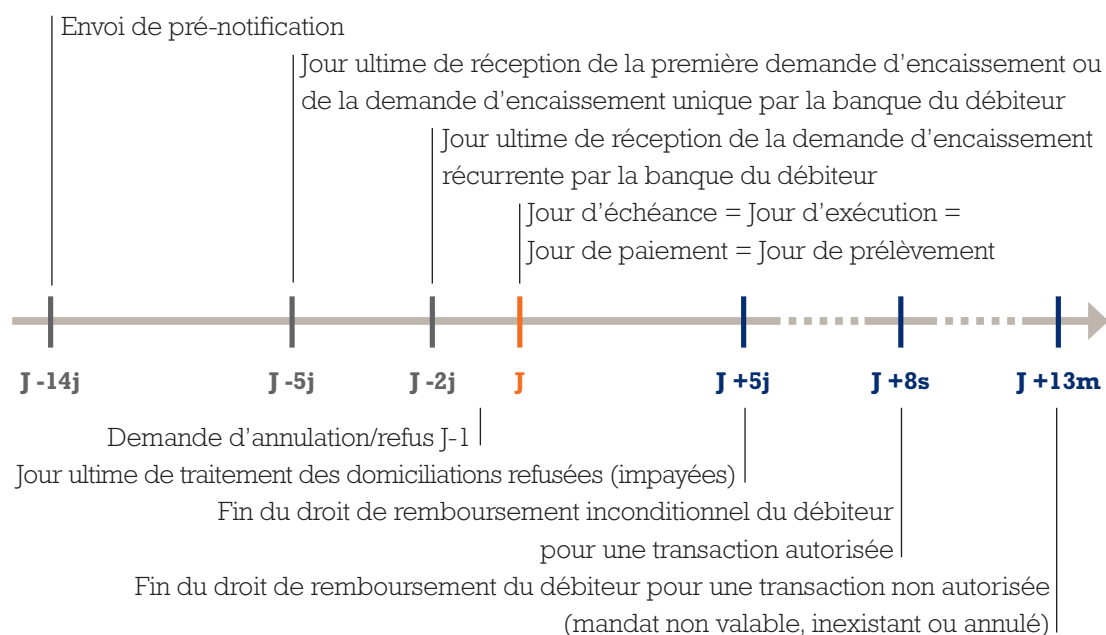 Envoi de pré-notification
Jour ultime de réception de la première demande d'encaissement ou
de la demande d'encaissement unique par la banque du débiteur
Jour ultime de réception de la demande d'encaissement
récurrente par la banque du débiteur
Jour d'échéance = Jour d'exécution =
Jour de paiement = Jour de prélèvement
J -14j J -5j J -2j J J +5j J +8s J +13m
Demande d'annulation/refus J-1
Jour ultime de traitement des domiciliations refusées (impayées)
Fin du droit de remboursement inconditionnel du débiteur
pour une transaction autorisée
Fin du droit de remboursement du débiteur pour une transaction non autorisée
(mandat non valable, inexistant ou annulé)